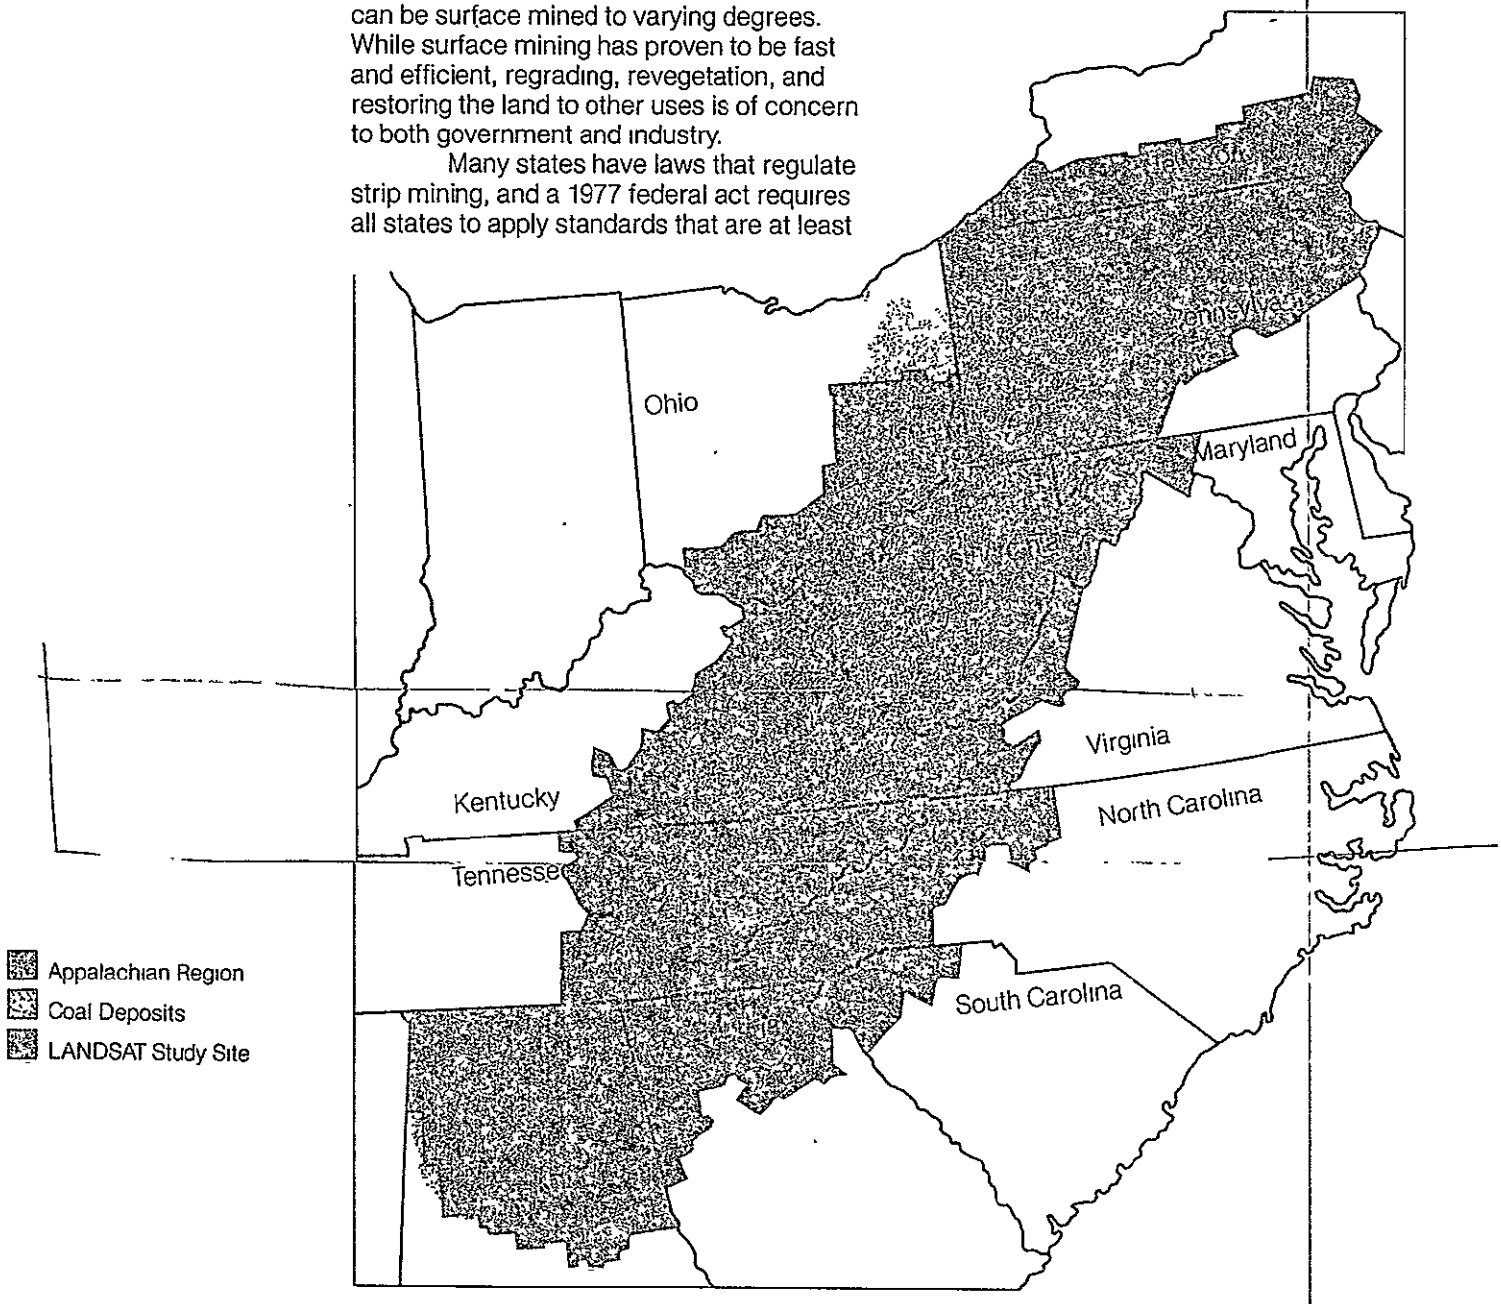 can be surface mined to varying degrees.
While surface mining has proven to be fast
and efficient, regrading, revegetation, and
restoring the land to other uses is of concern
to both government and industry.
Many states have laws that regulate
strip mining, and a 1977 federal act requires
all states to apply standards that are at least
Ohio
Maryland
Virginia
Kentucky
North Carolina
Tennesse
South Carolina
Appalachian Region
Coal Deposits
LANDSAT Study Site